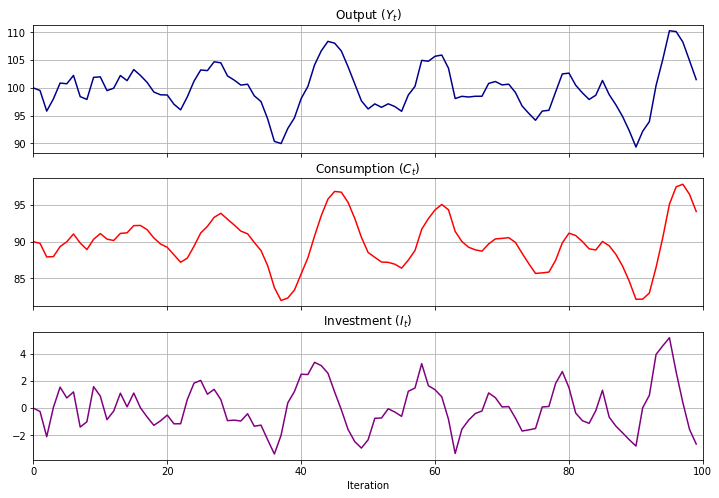 Output (Y_t)
110
105
100
95
90
Consumption (C_t)
95
90
85
Investment (I_t)
4
2
0
−2
0 20 40 60 80 100
Iteration